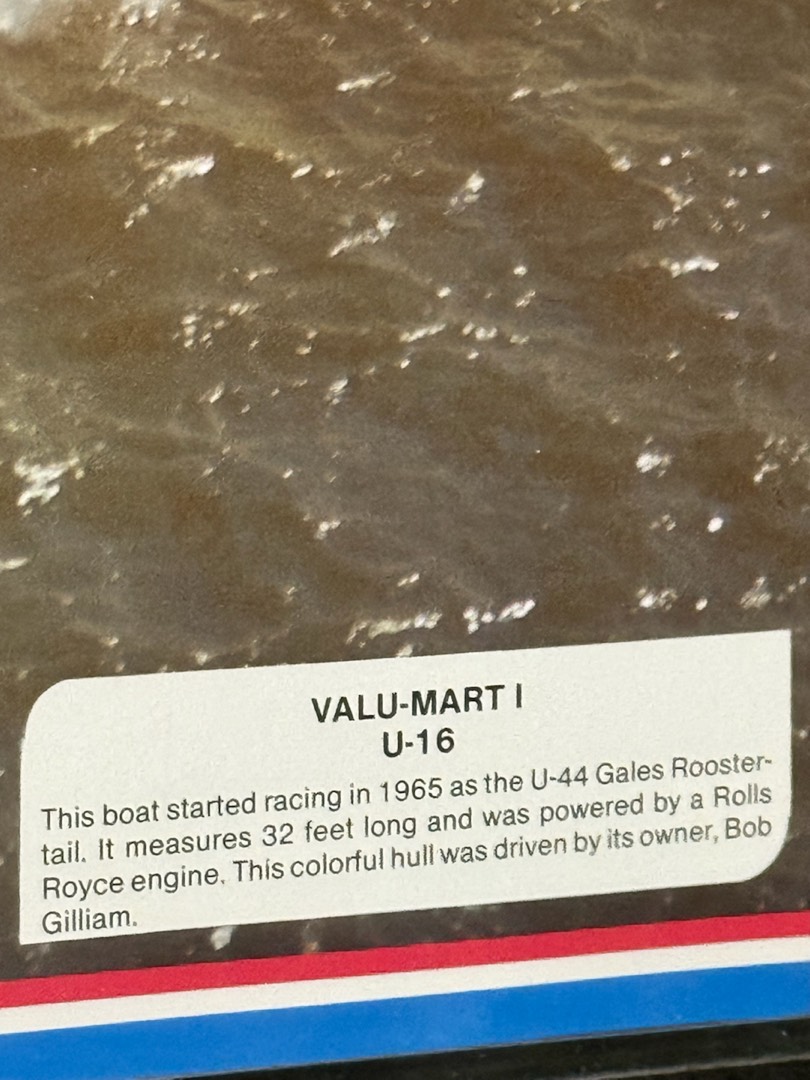 VALU-MART I
U-16
This boat started racing in 1965 as the U-44 Gales Rooster-
tail. It measures 32 feet long and was powered by a Rolls
Royce engine. This colorful hull was driven by its owner, Bob
Gilliam.